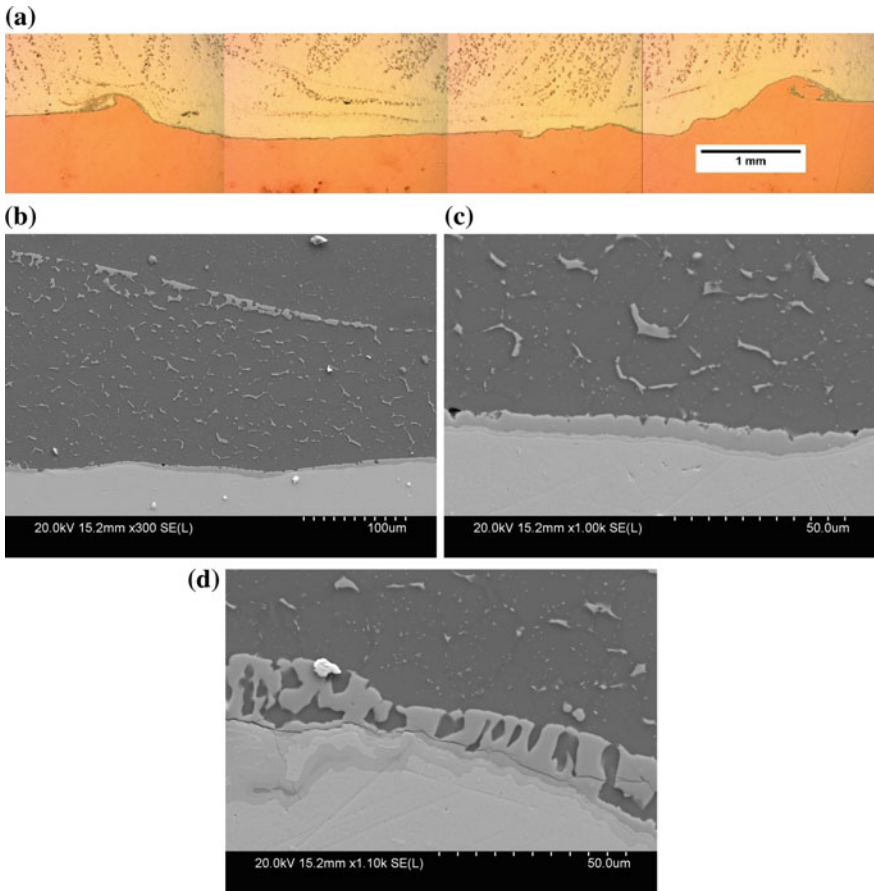 (a)
1 mm
(b)
(c)
20.0kV 15.2mm x300 SE(L)
100um
20.0kV 15.2mm x1.00k SE(L)
50.0um
(d)
20.0kV 15.2mm x1.10k SE(L)
50.0um